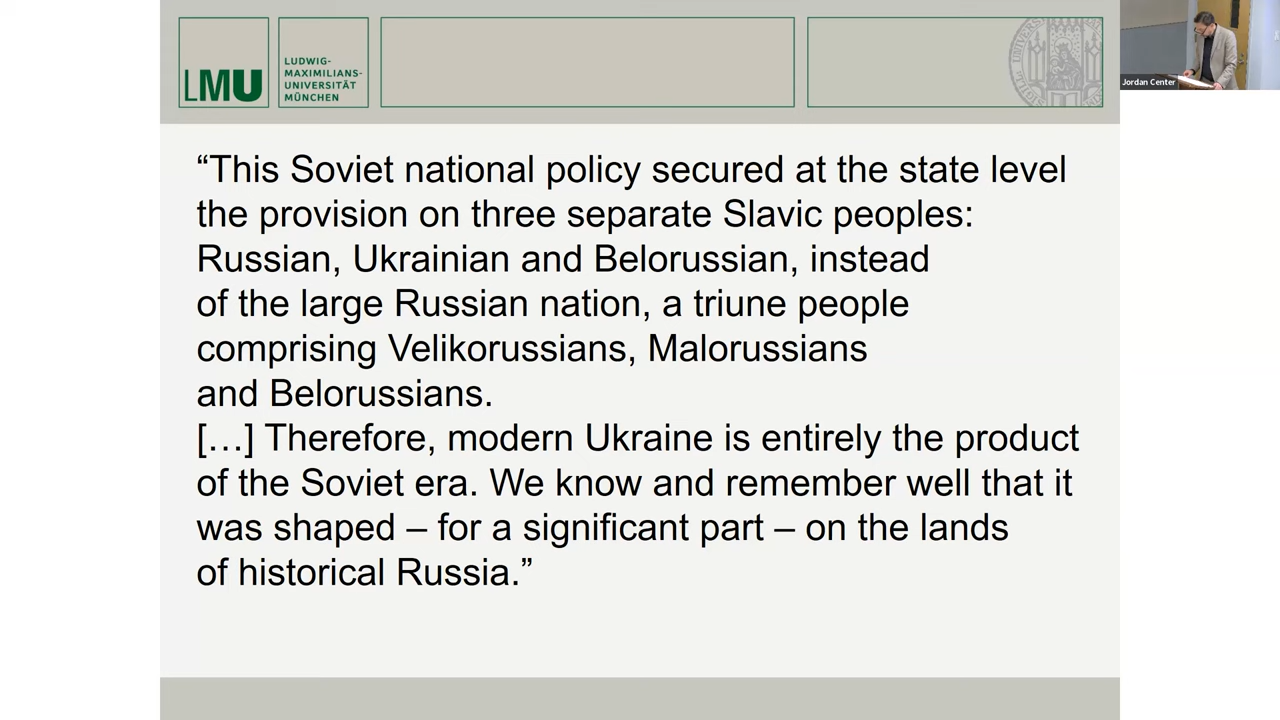 LMU
LUDWIG-
MAXIMILIANS-
UNIVERSITÄT
MÜNCHEN
Jordan Center
“This Soviet national policy secured at the state level
the provision on three separate Slavic peoples:
Russian, Ukrainian and Belorussian, instead
of the large Russian nation, a triune people
comprising Velikorussians, Malorussians
and Belorussians.
[…] Therefore, modern Ukraine is entirely the product
of the Soviet era. We know and remember well that it
was shaped – for a significant part – on the lands
of historical Russia.”